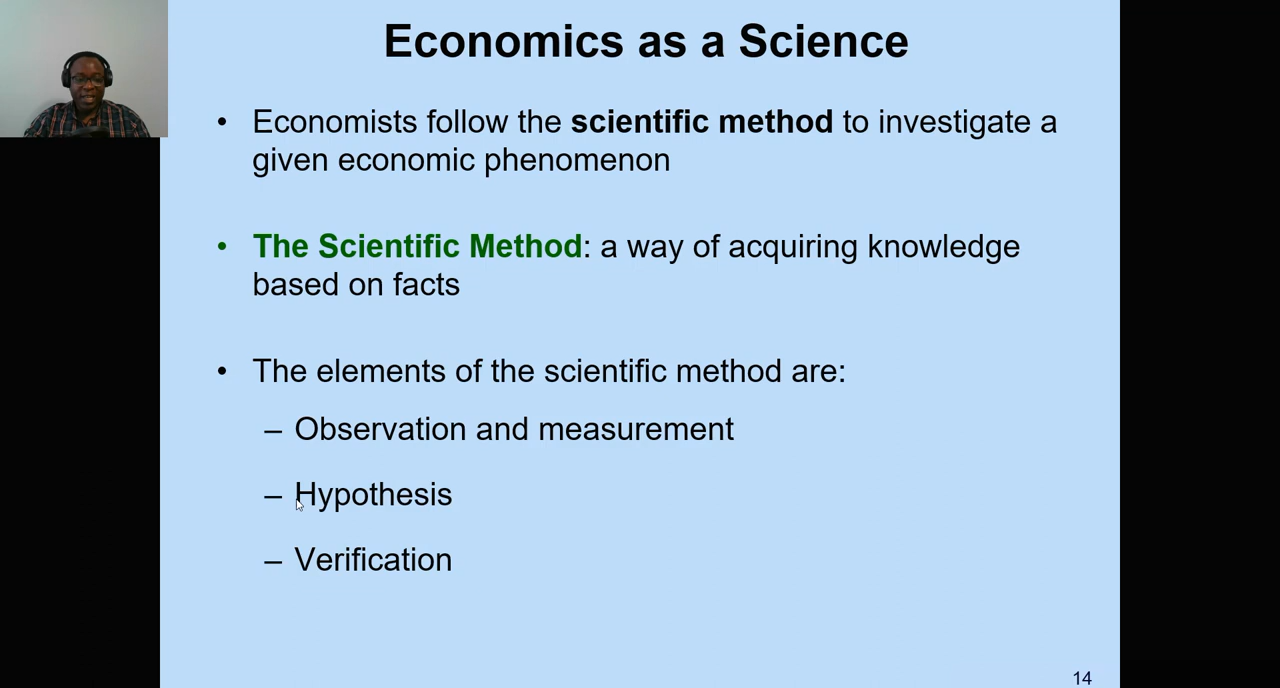 Economics as a Science
• Economists follow the scientific method to investigate a
given economic phenomenon
• The Scientific Method: a way of acquiring knowledge
based on facts
• The elements of the scientific method are:
– Observation and measurement
– Hypothesis
– Verification
14